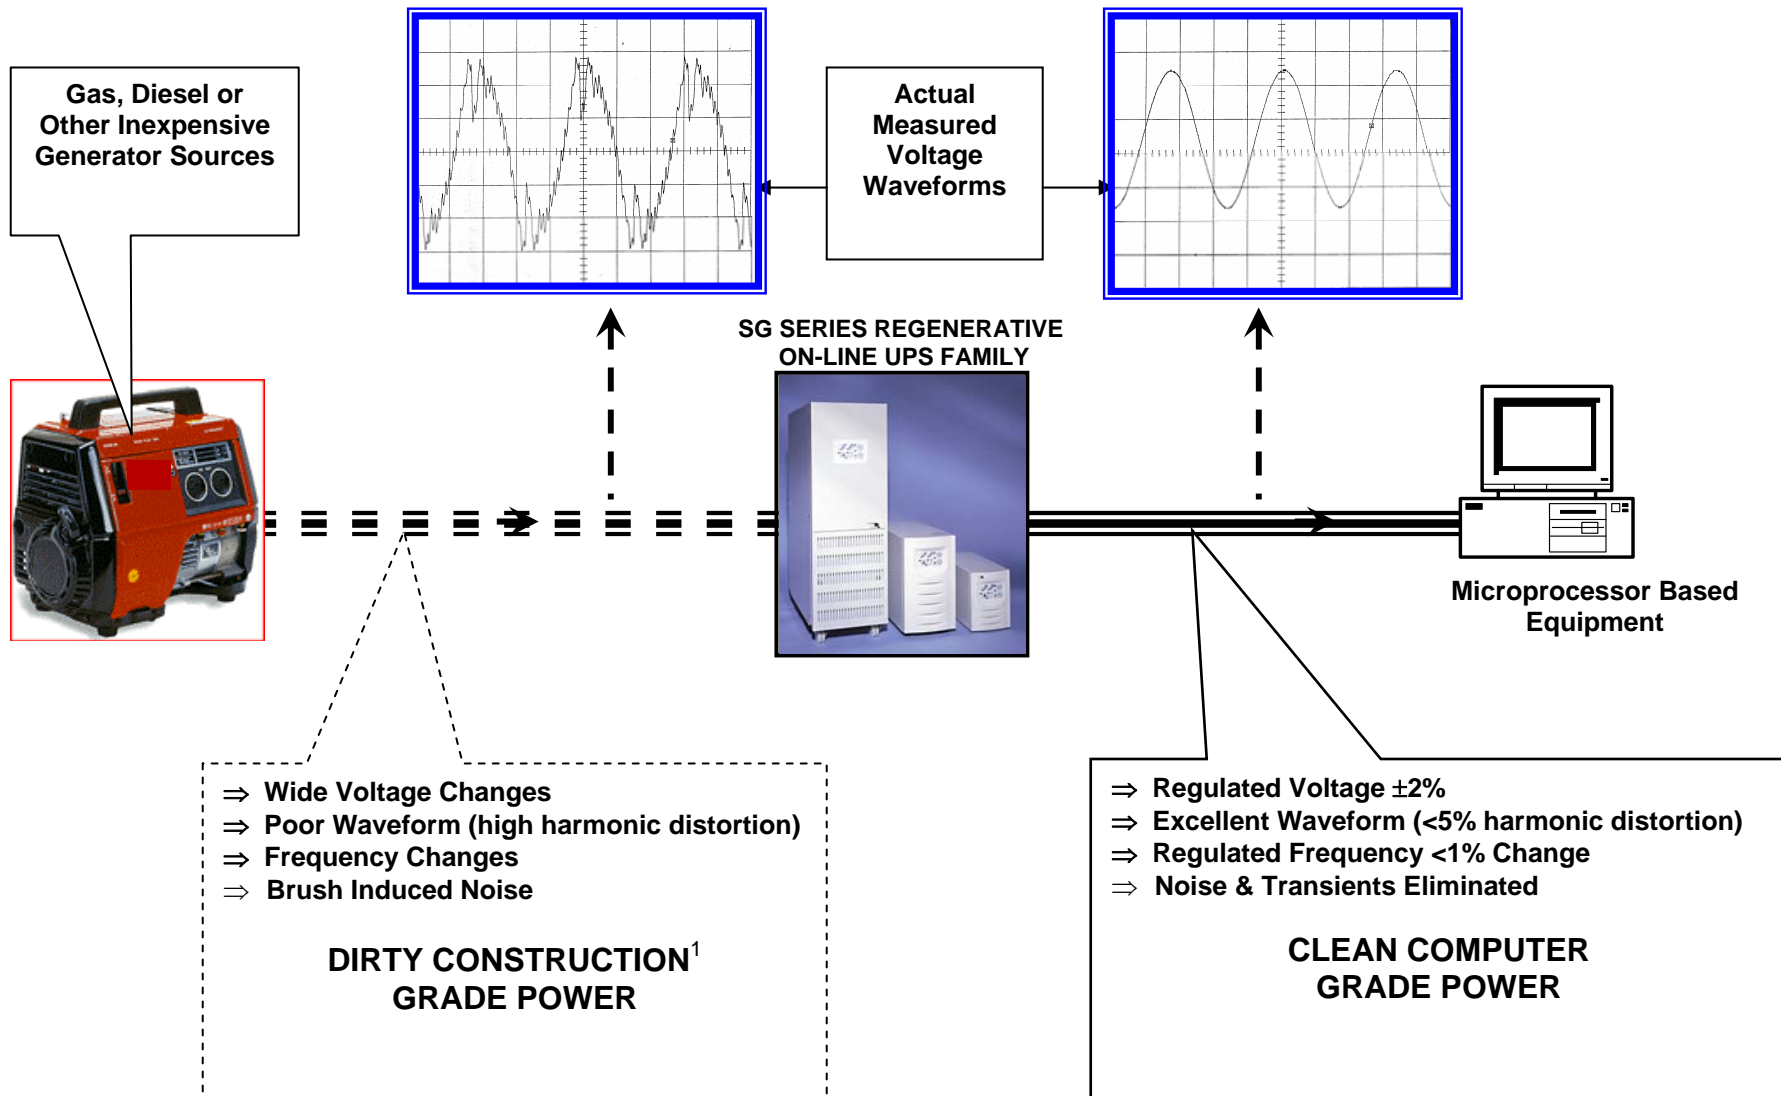 Gas, Diesel or
Other Inexpensive
Generator Sources
Actual
Measured
Voltage
Waveforms
SG SERIES REGENERATIVE
ON-LINE UPS FAMILY
Microprocessor Based
Equipment
⇒ Wide Voltage Changes
⇒ Poor Waveform (high harmonic distortion)
⇒ Frequency Changes
⇒ Brush Induced Noise
DIRTY CONSTRUCTION¹
GRADE POWER
⇒ Regulated Voltage ±2%
⇒ Excellent Waveform (<5% harmonic distortion)
⇒ Regulated Frequency <1% Change
⇒ Noise & Transients Eliminated
CLEAN COMPUTER
GRADE POWER